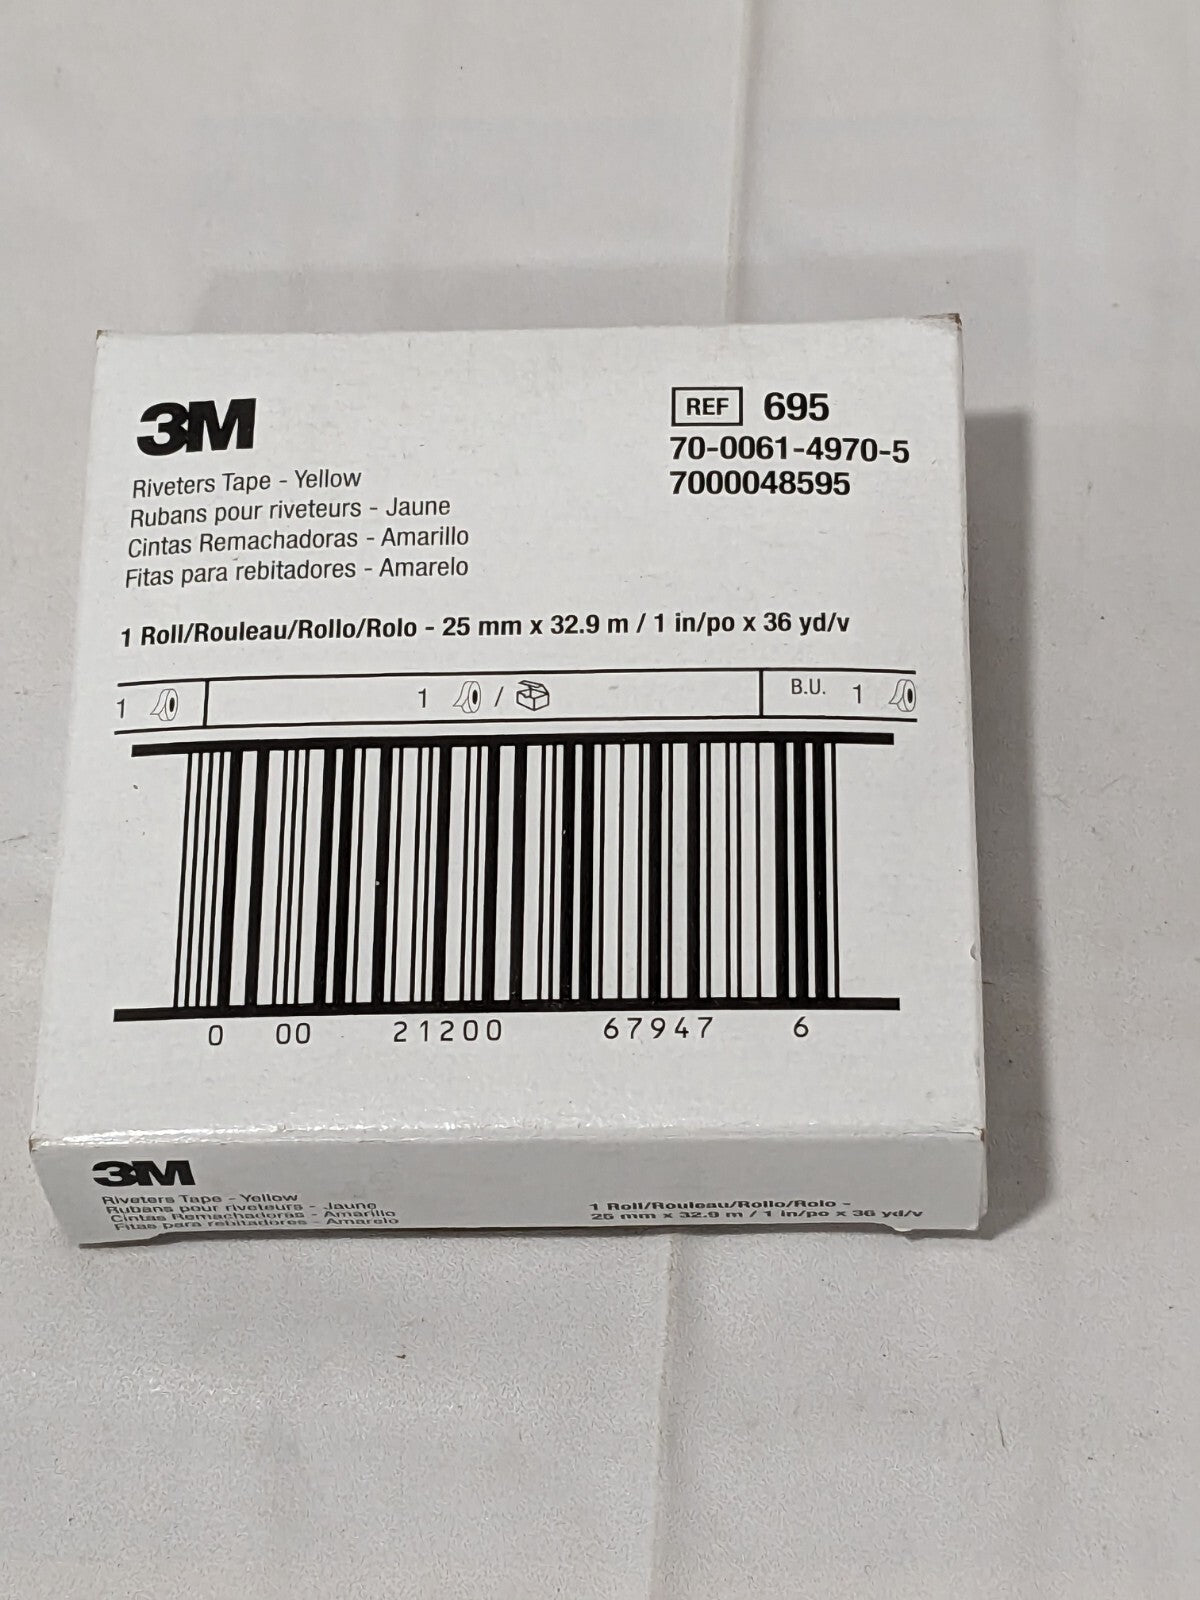 3M
REF 695
70-0061-4970-5
7000048595
Riveters Tape - Yellow
Rubans pour riveteurs - Jaune
Cintas Remachadoras - Amarillo
Fitas para rebitadores - Amarelo
1 Roll/Rouleau/Rollo/Rolo - 25 mm x 32.9 m / 1 in/po x 36 yd/v
1 1 / B.U. 1
0 00 21200 67947 6
3M
Riveters Tape - Yellow
Rubans pour riveteurs - Jaune
Cintas Remachadoras - Amarillo
Fitas para rebitadores - Amarelo
1 Roll/Rouleau/Rollo/Rolo -
25 mm x 32.9 m / 1 in/po x 36 yd/v